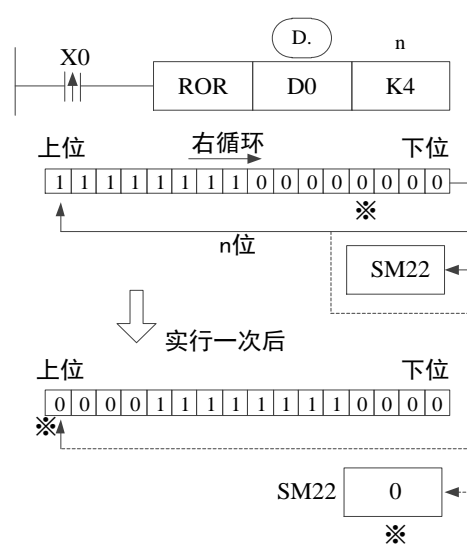 D.
n
X0
ROR D0 K4
上位 右循环 下位
1 1 1 1 1 1 1 1 0 0 0 0 0 0 0 0
※
n位
SM22
实行一次后
上位 下位
0 0 0 0 1 1 1 1 1 1 1 1 0 0 0 0
※
SM22 0
※